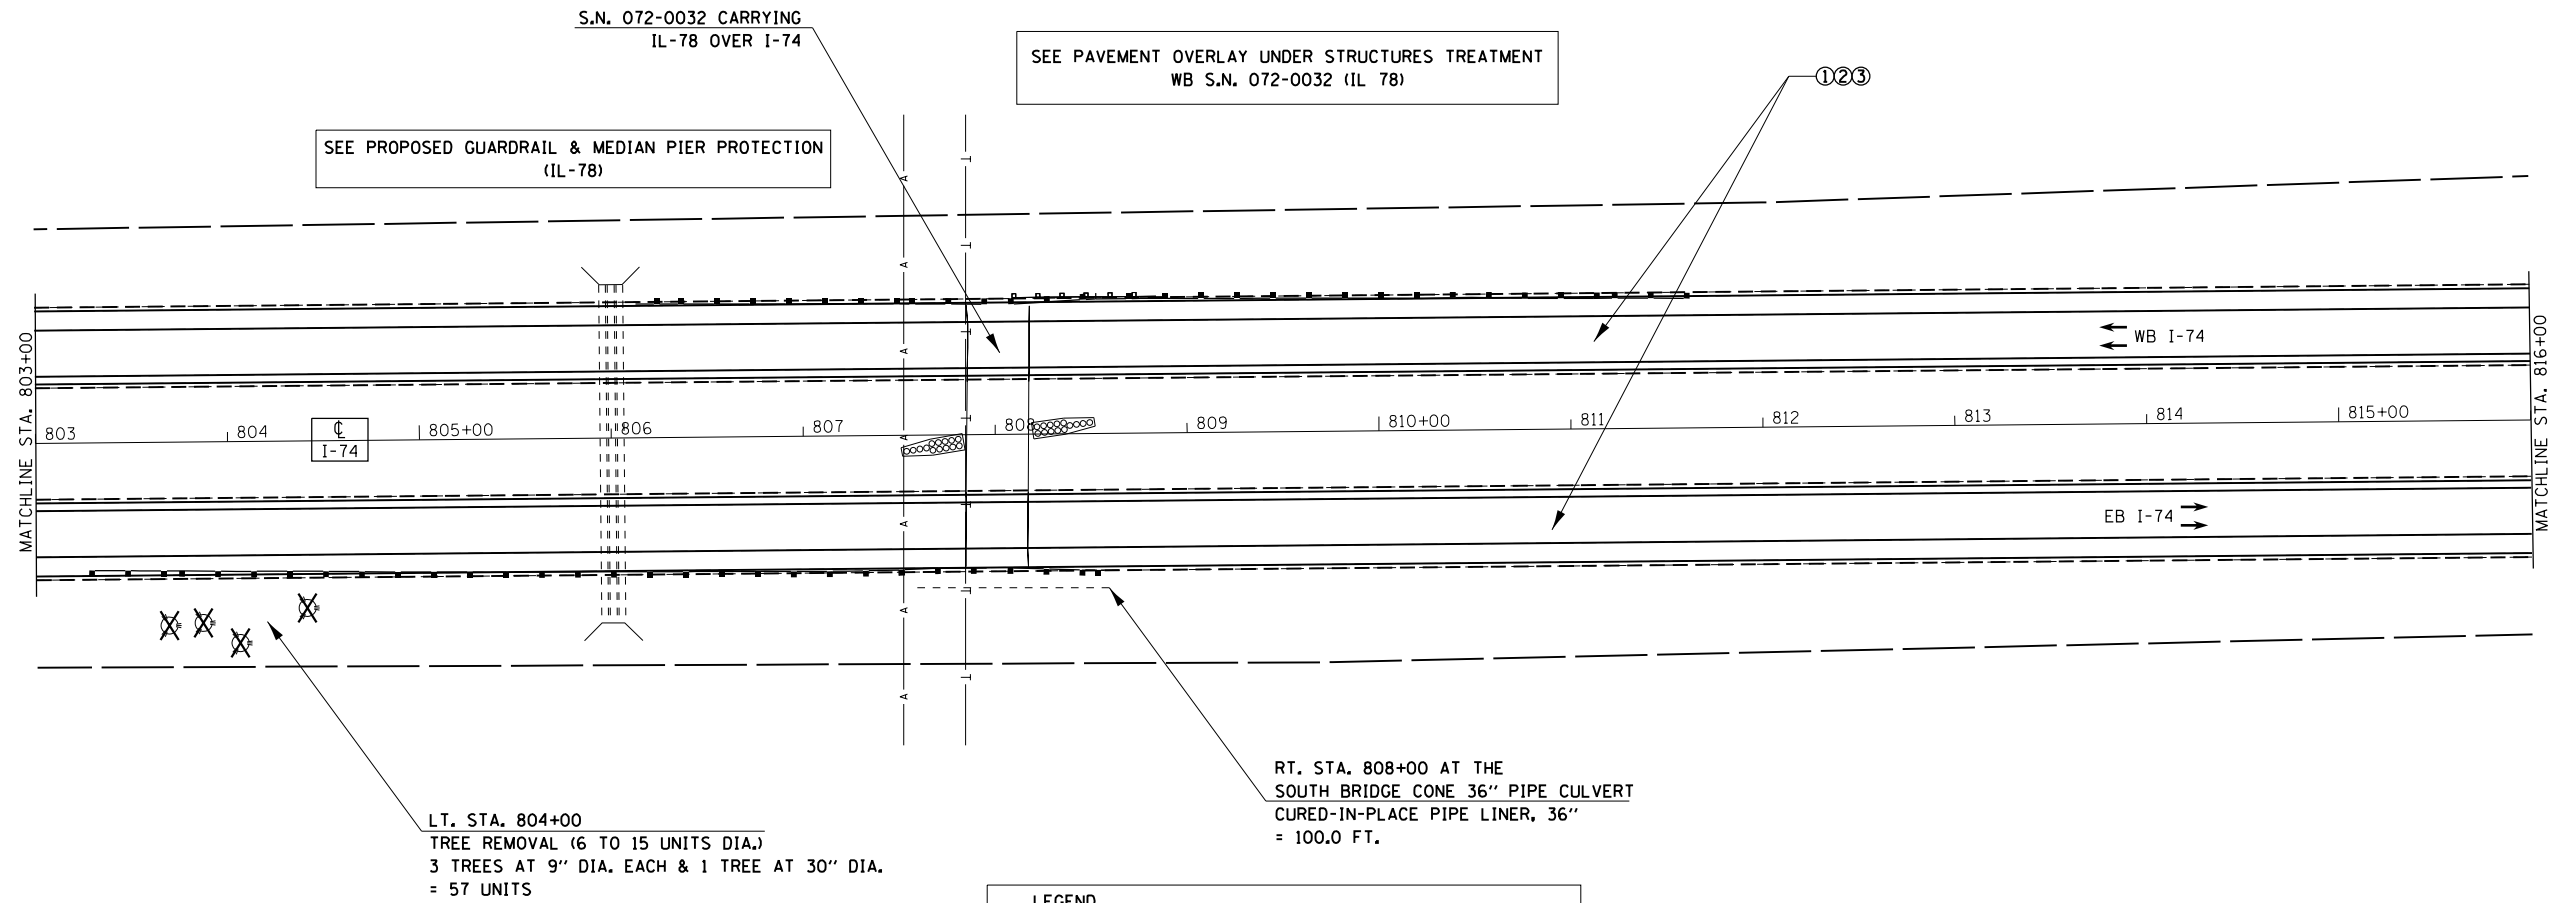 S.N. 072-0032 CARRYING
IL-78 OVER I-74
SEE PAVEMENT OVERLAY UNDER STRUCTURES TREATMENT
WB S.N. 072-0032 (IL 78)
①②③
SEE PROPOSED GUARDRAIL & MEDIAN PIER PROTECTION
(IL-78)
A
T
A
T
A
T
A
T
A
T
A
T
A
T
MATCHLINE STA. 803+00
WB I-74
803
804
℄
I-74
805+00
806
807
808
809
810+00
811
812
813
814
815+00
MATCHLINE STA. 816+00
EB I-74
RT. STA. 808+00 AT THE
SOUTH BRIDGE CONE 36" PIPE CULVERT
CURED-IN-PLACE PIPE LINER, 36"
= 100.0 FT.
LT. STA. 804+00
TREE REMOVAL (6 TO 15 UNITS DIA.)
3 TREES AT 9" DIA. EACH & 1 TREE AT 30" DIA.
= 57 UNITS
LEGEND